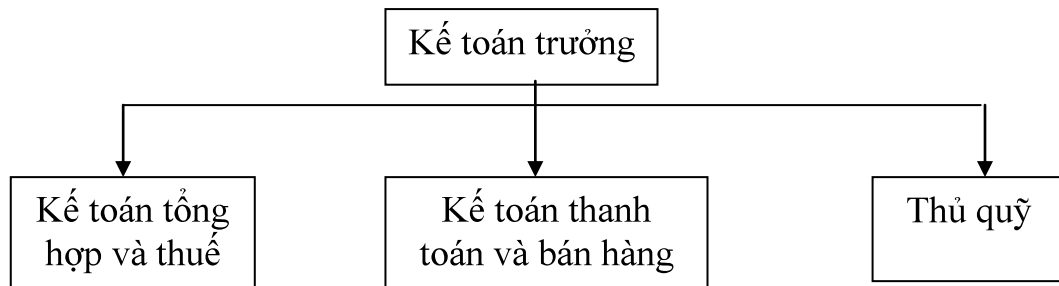 Kế toán trưởng
Kế toán tổng
hợp và thuế
Kế toán thanh
toán và bán hàng
Thủ quỹ